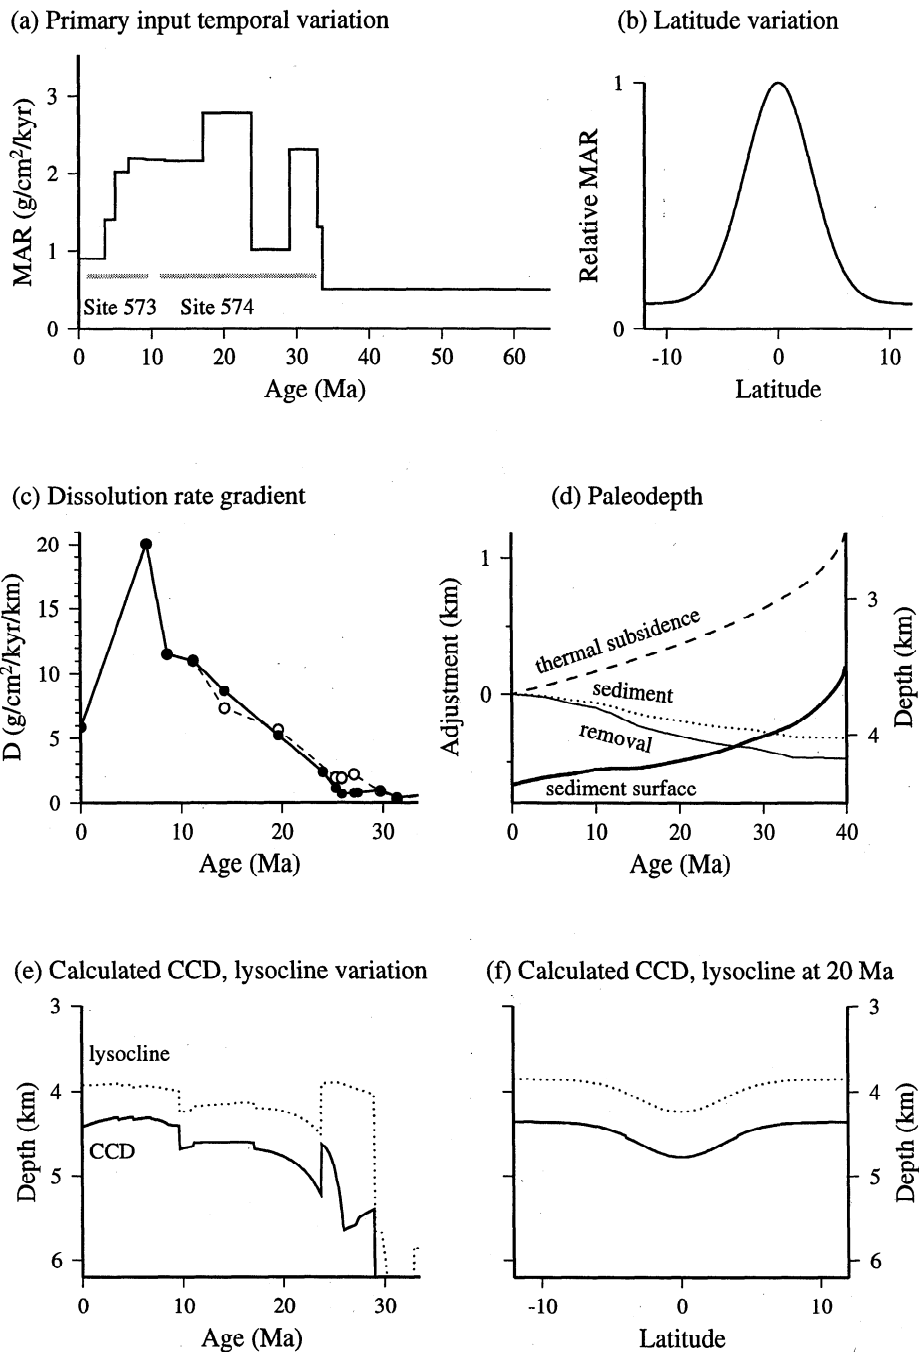 (a) Primary input temporal variation
MAR (g/cm²/kyr)
3
2
1
0
Site 573
Site 574
0 10 20 30 40 50 60
Age (Ma)
(b) Latitude variation
Relative MAR
1
0
-10 0 10
Latitude
(c) Dissolution rate gradient
D (g/cm²/kyr/km)
20
15
10
5
0
0 10 20 30
Age (Ma)
(d) Paleodepth
Adjustment (km)
1
0
thermal subsidence
sediment
removal
sediment surface
3
4
Depth (km)
0 10 20 30 40
Age (Ma)
(e) Calculated CCD, lysocline variation
Depth (km)
3
4
5
6
lysocline
CCD
0 10 20 30
Age (Ma)
(f) Calculated CCD, lysocline at 20 Ma
3
4
5
6
Depth (km)
-10 0 10
Latitude